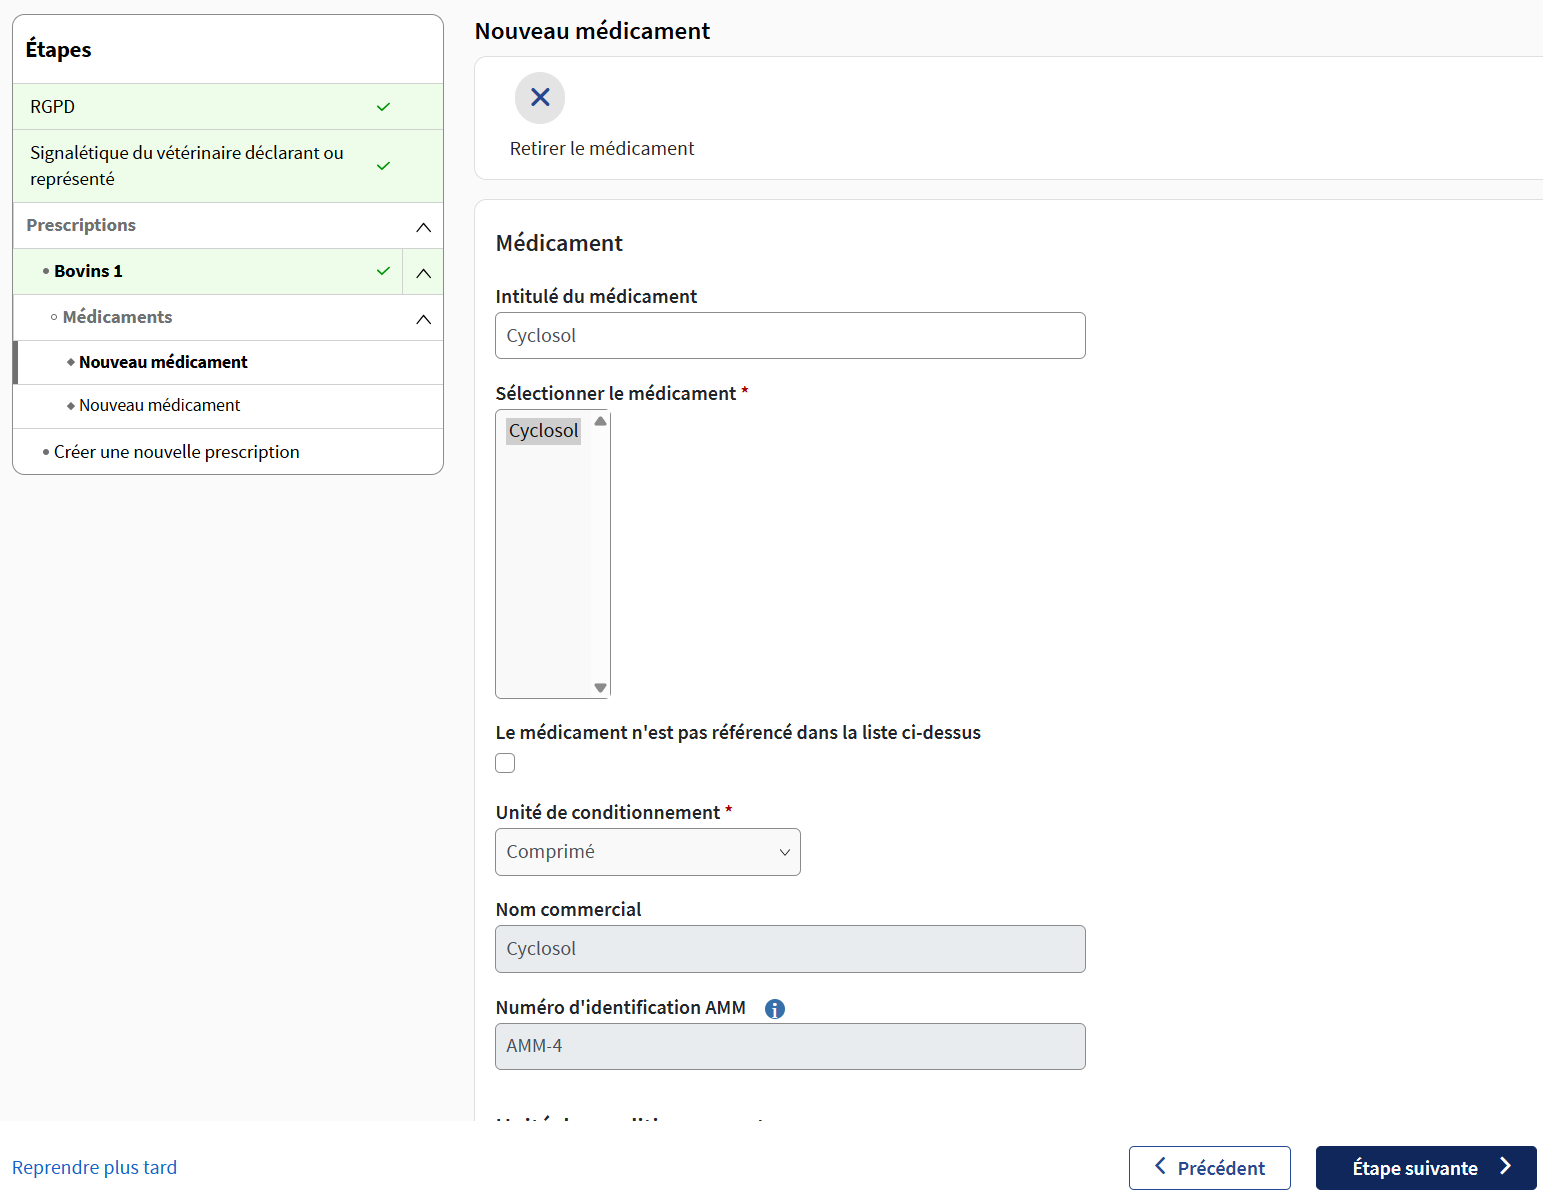 Étapes
RGPD
Signalétique du vétérinaire déclarant ou
représenté
Prescriptions
Bovins 1
Médicaments
Nouveau médicament
Nouveau médicament
Créer une nouvelle prescription
Nouveau médicament
Retirer le médicament
Médicament
Intitulé du médicament
Cyclosol
Sélectionner le médicament *
Cyclosol
Le médicament n'est pas référencé dans la liste ci-dessus
Unité de conditionnement *
Comprimé
Nom commercial
Cyclosol
Numéro d'identification AMM
AMM-4
Reprendre plus tard
Précédent
Étape suivante